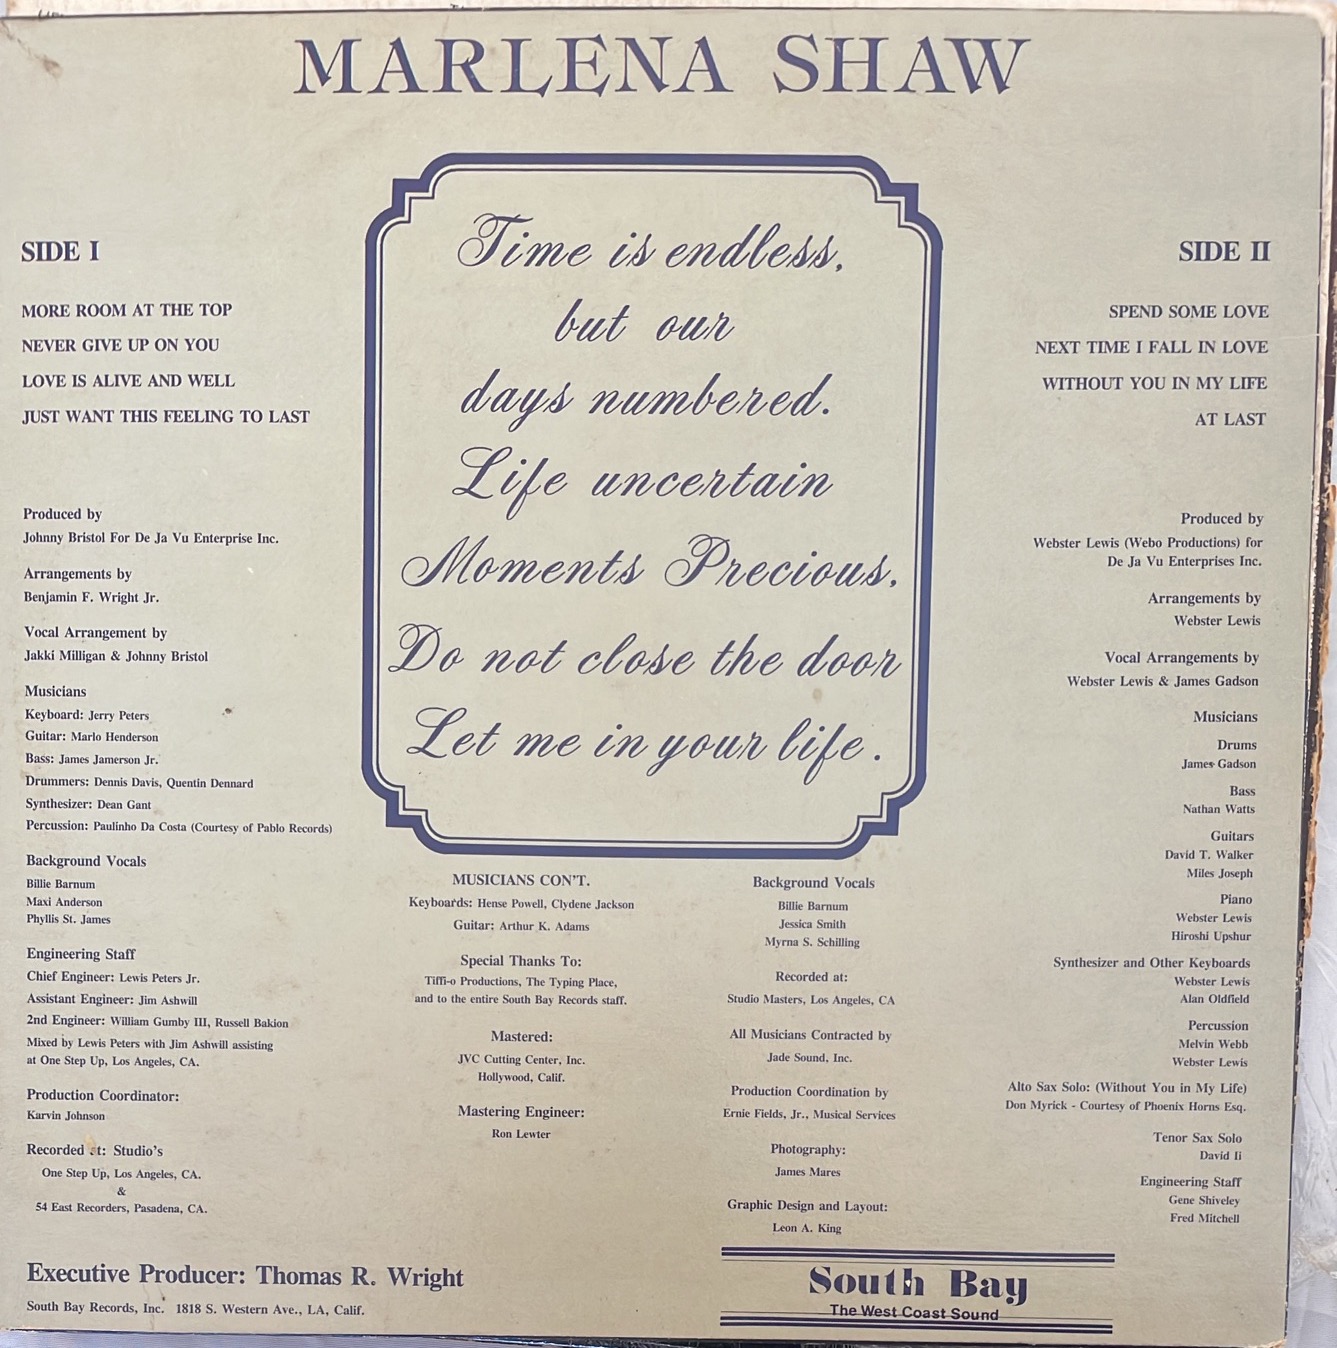 MARLENA SHAW
SIDE I
MORE ROOM AT THE TOP
NEVER GIVE UP ON YOU
LOVE IS ALIVE AND WELL
JUST WANT THIS FEELING TO LAST
Produced by
Johnny Bristol For De Ja Vu Enterprise Inc.
Arrangements by
Benjamin F. Wright Jr.
Vocal Arrangement by
Jakki Milligan & Johnny Bristol
Musicians
Keyboard: Jerry Peters
Guitar: Marlo Henderson
Bass: James Jamerson Jr.
Drummers: Dennis Davis, Quentin Dennard
Synthesizer: Dean Gant
Percussion: Paulinho Da Costa (Courtesy of Pablo Records)
Background Vocals
Billie Barnum
Maxi Anderson
Phyllis St. James
Engineering Staff
Chief Engineer: Lewis Peters Jr.
Assistant Engineer: Jim Ashwill
2nd Engineer: William Gumby III, Russell Bakion
Mixed by Lewis Peters with Jim Ashwill assisting
at One Step Up, Los Angeles, CA.
Production Coordinator:
Karvin Johnson
Recorded at: Studio's
One Step Up, Los Angeles, CA.
&
54 East Recorders, Pasadena, CA.
Executive Producer: Thomas R. Wright
South Bay Records, Inc. 1818 S. Western Ave., LA, Calif.
Time is endless,
but our
days numbered.
Life uncertain
Moments Precious,
Do not close the door
Let me in your life.
MUSICIANS CON'T.
Keyboards: Hense Powell, Clydene Jackson
Guitar: Arthur K. Adams
Special Thanks To:
Tiffi-o Productions, The Typing Place,
and to the entire South Bay Records staff.
Mastered:
JVC Cutting Center, Inc.
Hollywood, Calif.
Mastering Engineer:
Ron Lewter
Background Vocals
Billie Barnum
Jessica Smith
Myrna S. Schilling
Recorded at:
Studio Masters, Los Angeles, CA
All Musicians Contracted by
Jade Sound, Inc.
Production Coordination by
Ernie Fields, Jr., Musical Services
Photography:
James Mares
Graphic Design and Layout:
Leon A. King
South Bay
The West Coast Sound
SIDE II
SPEND SOME LOVE
NEXT TIME I FALL IN LOVE
WITHOUT YOU IN MY LIFE
AT LAST
Produced by
Webster Lewis (Webo Productions) for
De Ja Vu Enterprises Inc.
Arrangements by
Webster Lewis
Vocal Arrangements by
Webster Lewis & James Gadson
Musicians
Drums
James Gadson
Bass
Nathan Watts
Guitars
David T. Walker
Miles Joseph
Piano
Webster Lewis
Hiroshi Upshur
Synthesizer and Other Keyboards
Webster Lewis
Alan Oldfield
Percussion
Melvin Webb
Webster Lewis
Alto Sax Solo: (Without You in My Life)
Don Myrick - Courtesy of Phoenix Horns Esq.
Tenor Sax Solo
David Ii
Engineering Staff
Gene Shiveley
Fred Mitchell